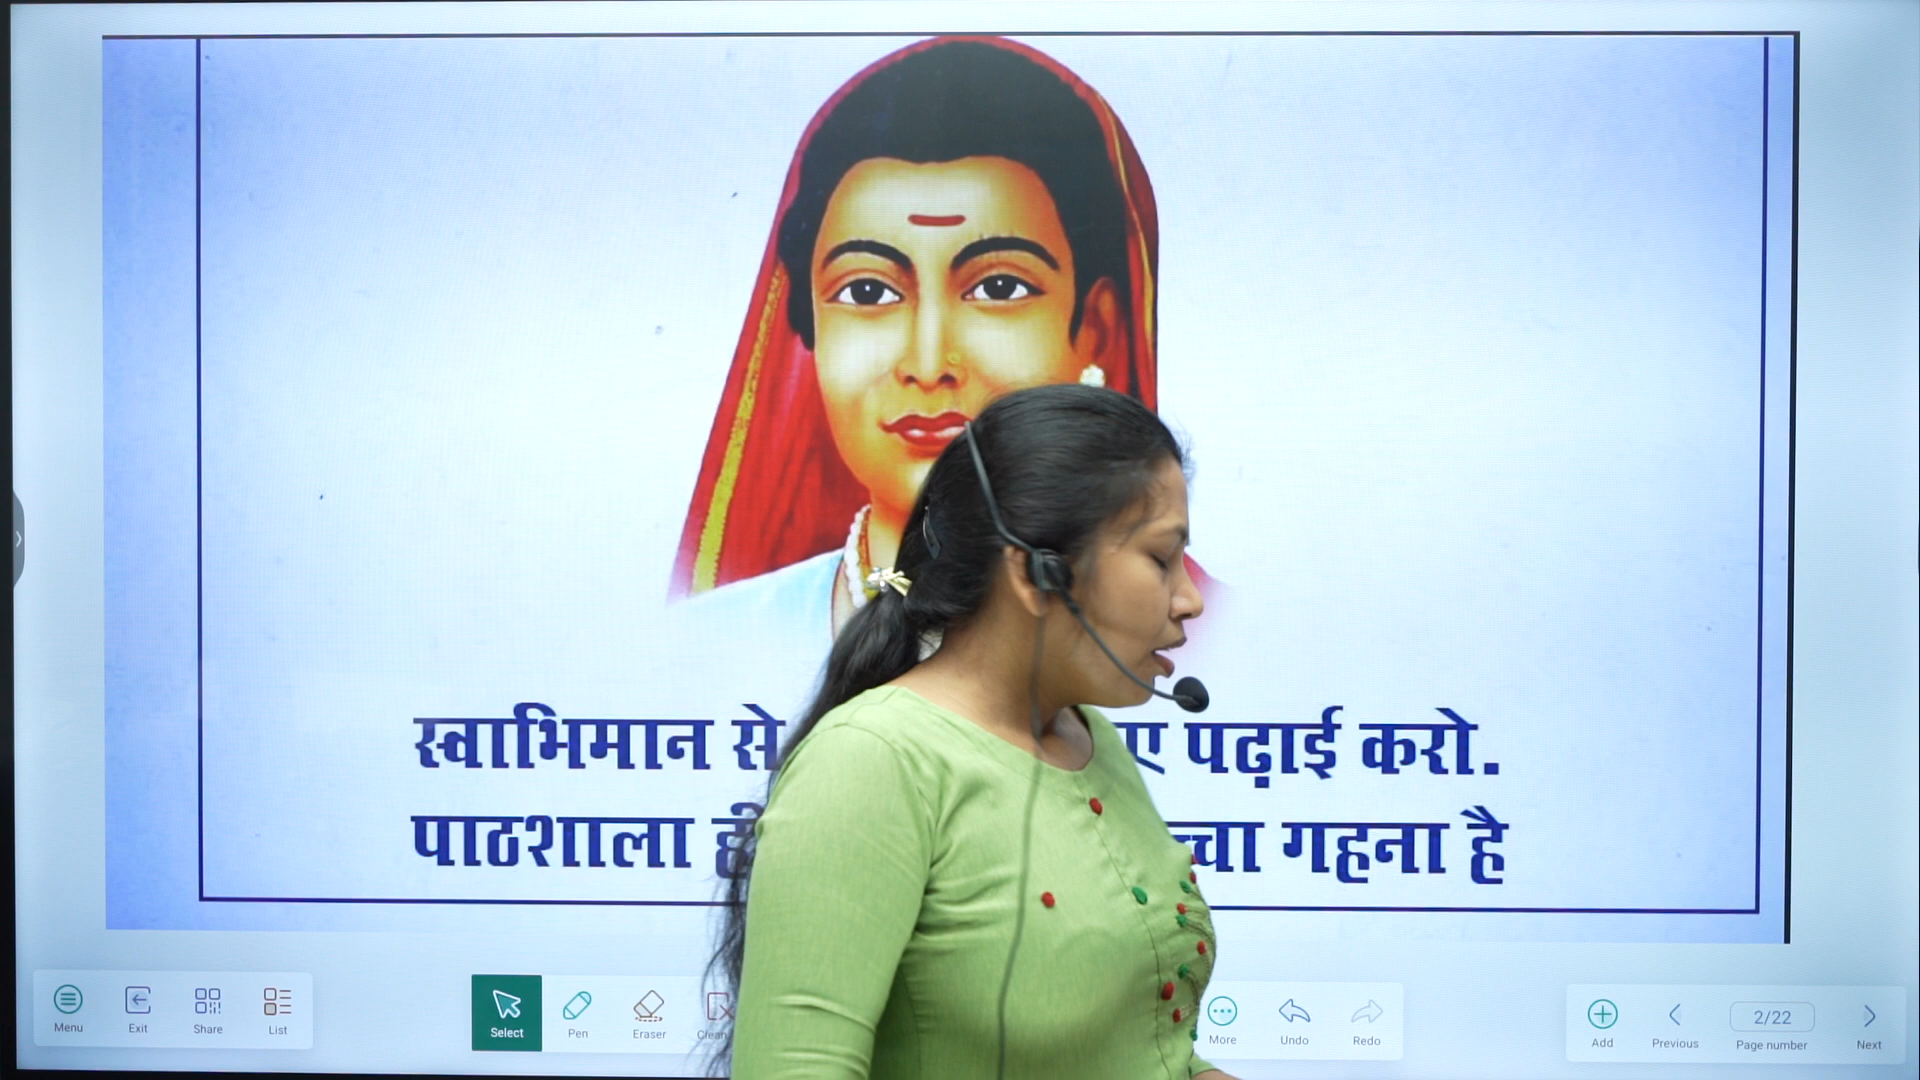 स्वाभिमान से पढ़ाई करो.
पाठशाला गहना है
Menu
Exit
Share
List
Select
Pen
Eraser
Clean
More
Undo
Redo
Add
Previous
2/22
Page number
Next